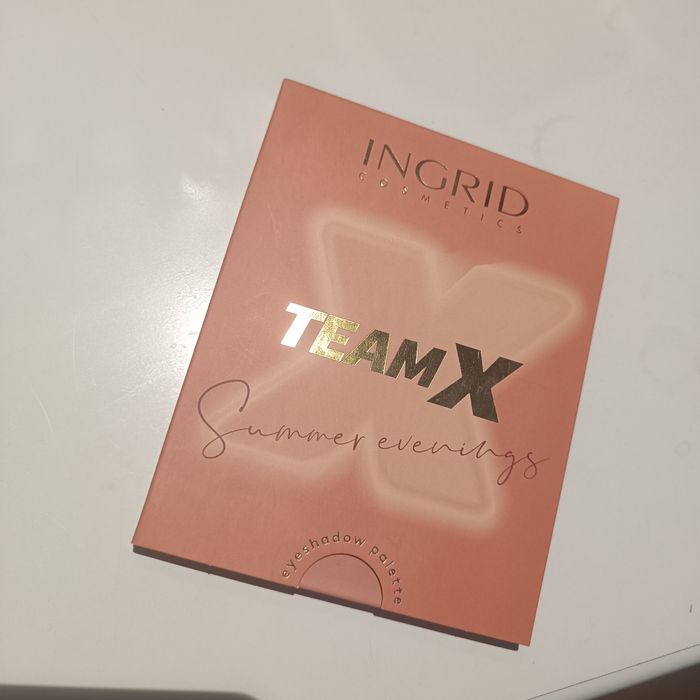 INGRID
COSMETICS
TEAM X
Summer evenings
eyeshadow palette